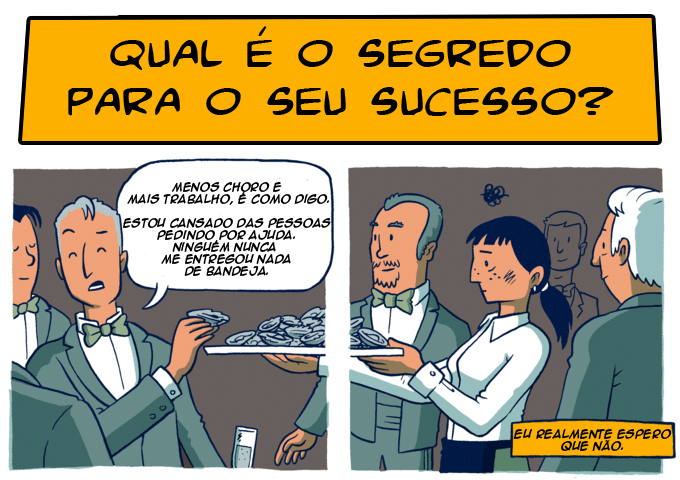 QUAL É O SEGREDO
PARA O SEU SUCESSO?
MENOS CHORO E
MAIS TRABALHO, É COMO DIGO.
ESTOU CANSADO DAS PESSOAS
PEDINDO POR AJUDA.
NINGUÉM NUNCA
ME ENTREGOU NADA
DE BANDEJA.
EU REALMENTE ESPERO
QUE NÃO.